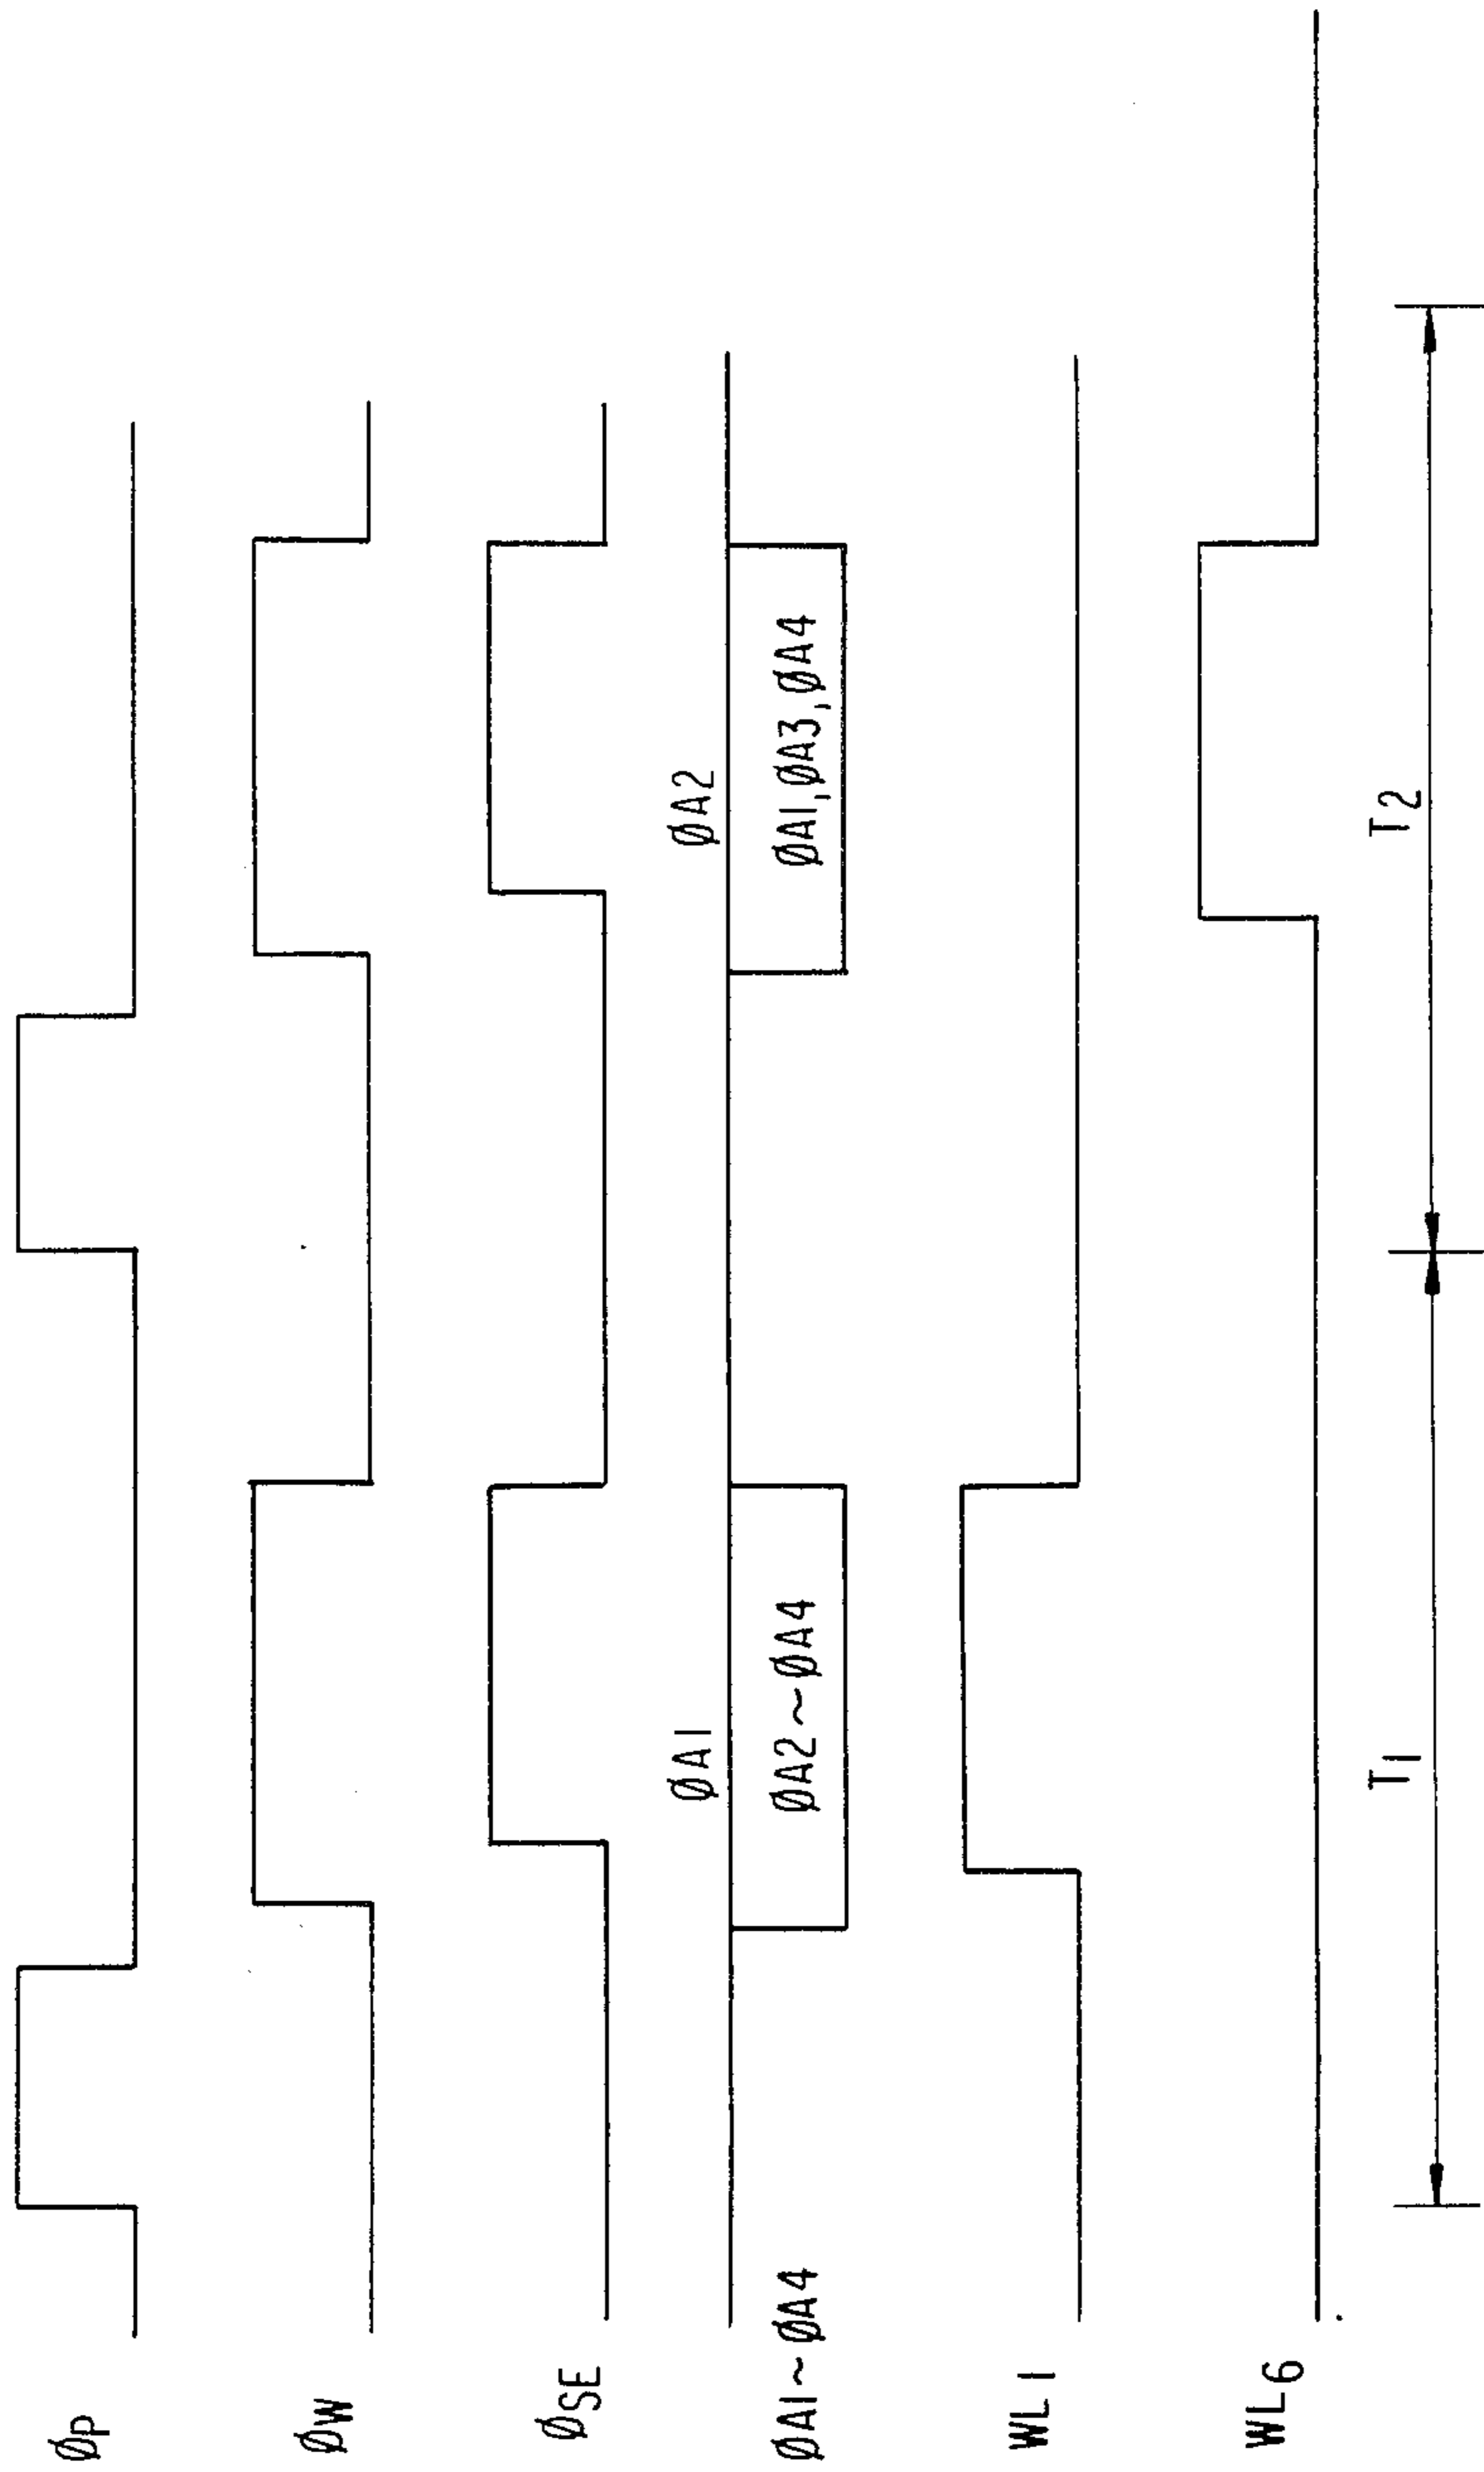 ØP
ØW
ØSE
ØA1 ØA2
ØA1~ØA4 ØA2~ØA4 ØA1,ØA3,ØA4
WL1
WL6
T1 T2